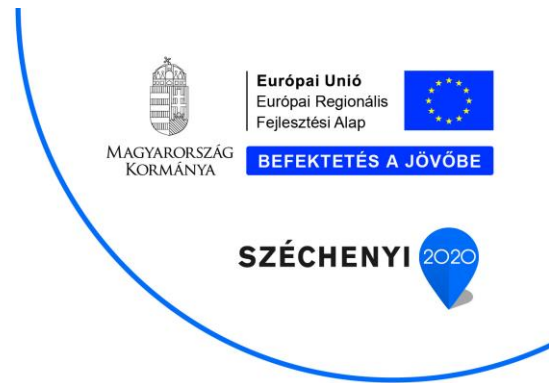 Európai Unió
Európai Regionális
Fejlesztési Alap
MAGYARORSZÁG
KORMÁNYA
BEFEKTETÉS A JÖVŐBE
SZÉCHENYI 2020